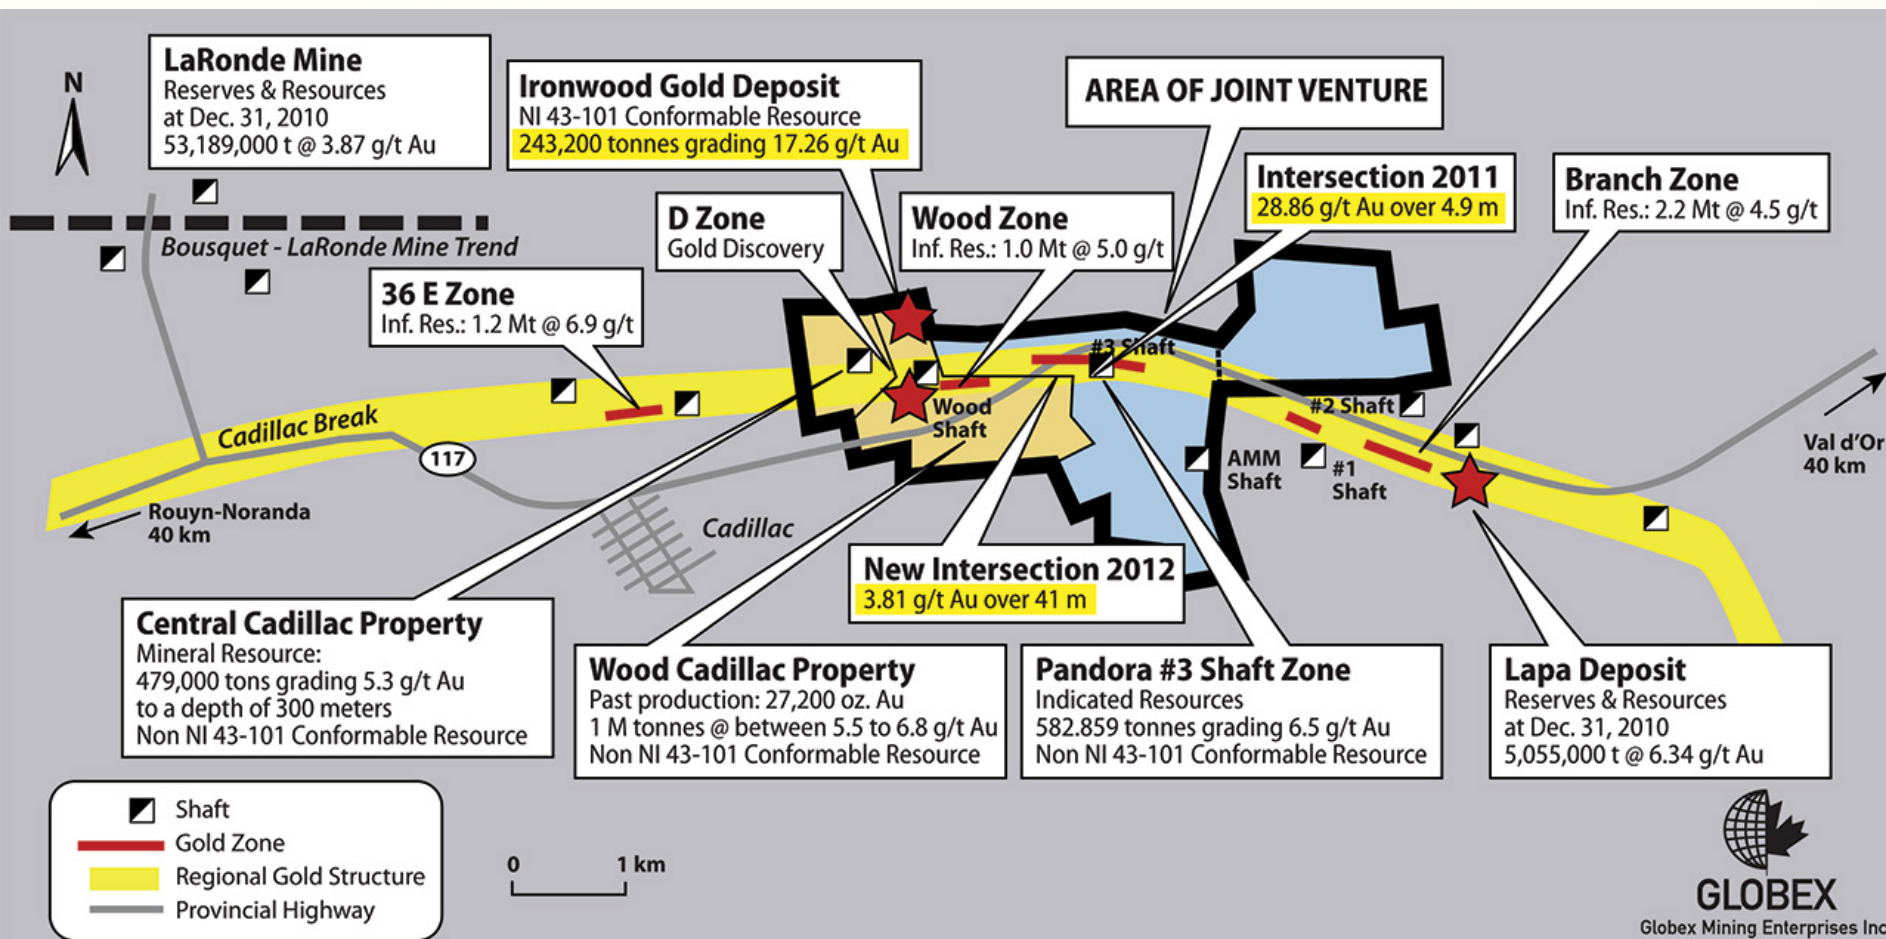 LaRonde Mine
Reserves & Resources
at Dec. 31, 2010
53,189,000 t @ 3.87 g/t Au
Ironwood Gold Deposit
NI 43-101 Conformable Resource
243,200 tonnes grading 17.26 g/t Au
AREA OF JOINT VENTURE
N
Intersection 2011
28.86 g/t Au over 4.9 m
Branch Zone
Inf. Res.: 2.2 Mt @ 4.5 g/t
D Zone
Gold Discovery
Wood Zone
Inf. Res.: 1.0 Mt @ 5.0 g/t
Bousquet - LaRonde Mine Trend
36 E Zone
Inf. Res.: 1.2 Mt @ 6.9 g/t
#3 Shaft
Wood
Shaft
#2 Shaft
Cadillac Break
117
AMM
Shaft
#1
Shaft
Val d'Or
40 km
Rouyn-Noranda
40 km
Cadillac
New Intersection 2012
3.81 g/t Au over 41 m
Central Cadillac Property
Mineral Resource:
479,000 tons grading 5.3 g/t Au
to a depth of 300 meters
Non NI 43-101 Conformable Resource
Wood Cadillac Property
Past production: 27,200 oz. Au
1 M tonnes @ between 5.5 to 6.8 g/t Au
Non NI 43-101 Conformable Resource
Pandora #3 Shaft Zone
Indicated Resources
582.859 tonnes grading 6.5 g/t Au
Non NI 43-101 Conformable Resource
Lapa Deposit
Reserves & Resources
at Dec. 31, 2010
5,055,000 t @ 6.34 g/t Au
Shaft
Gold Zone
Regional Gold Structure
Provincial Highway
0 1 km
GLOBEX
Globex Mining Enterprises Inc